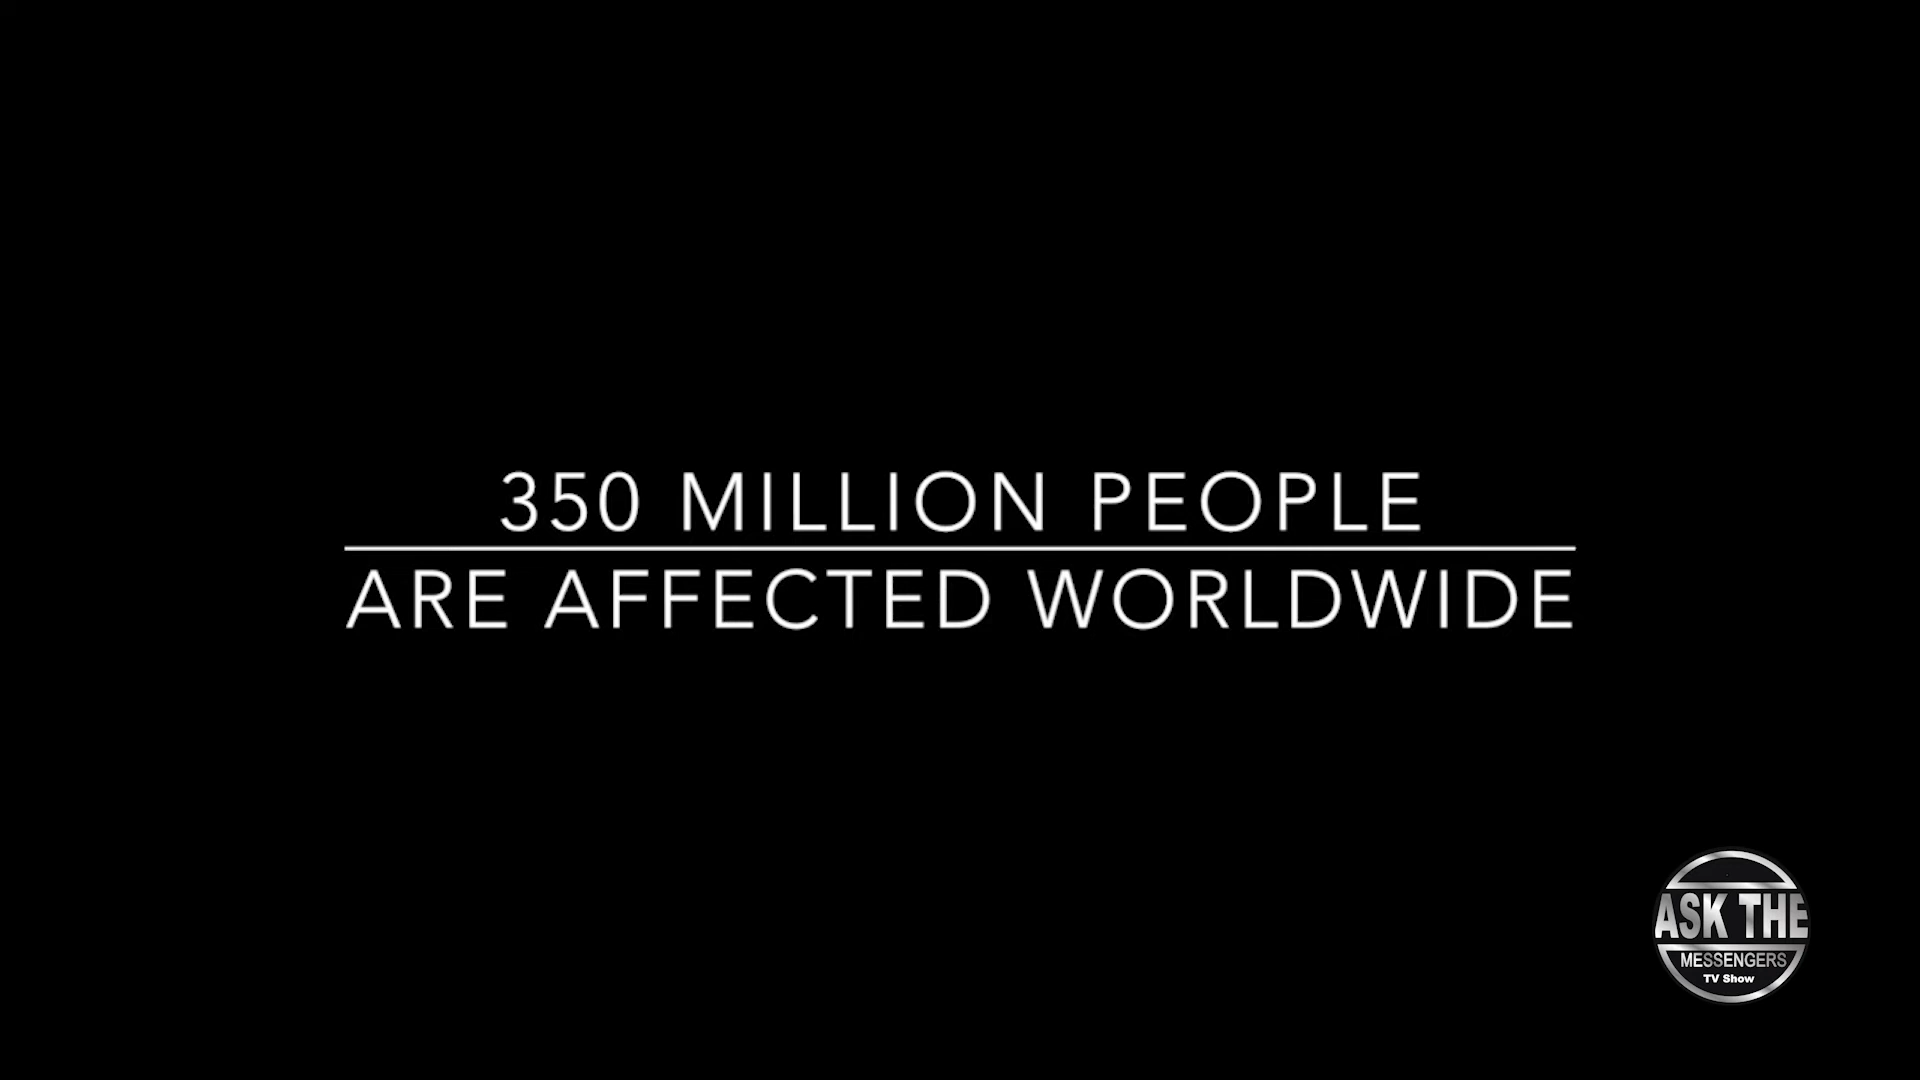 350 MILLION PEOPLE
ARE AFFECTED WORLDWIDE
ASK THE
MESSENGERS
TV Show